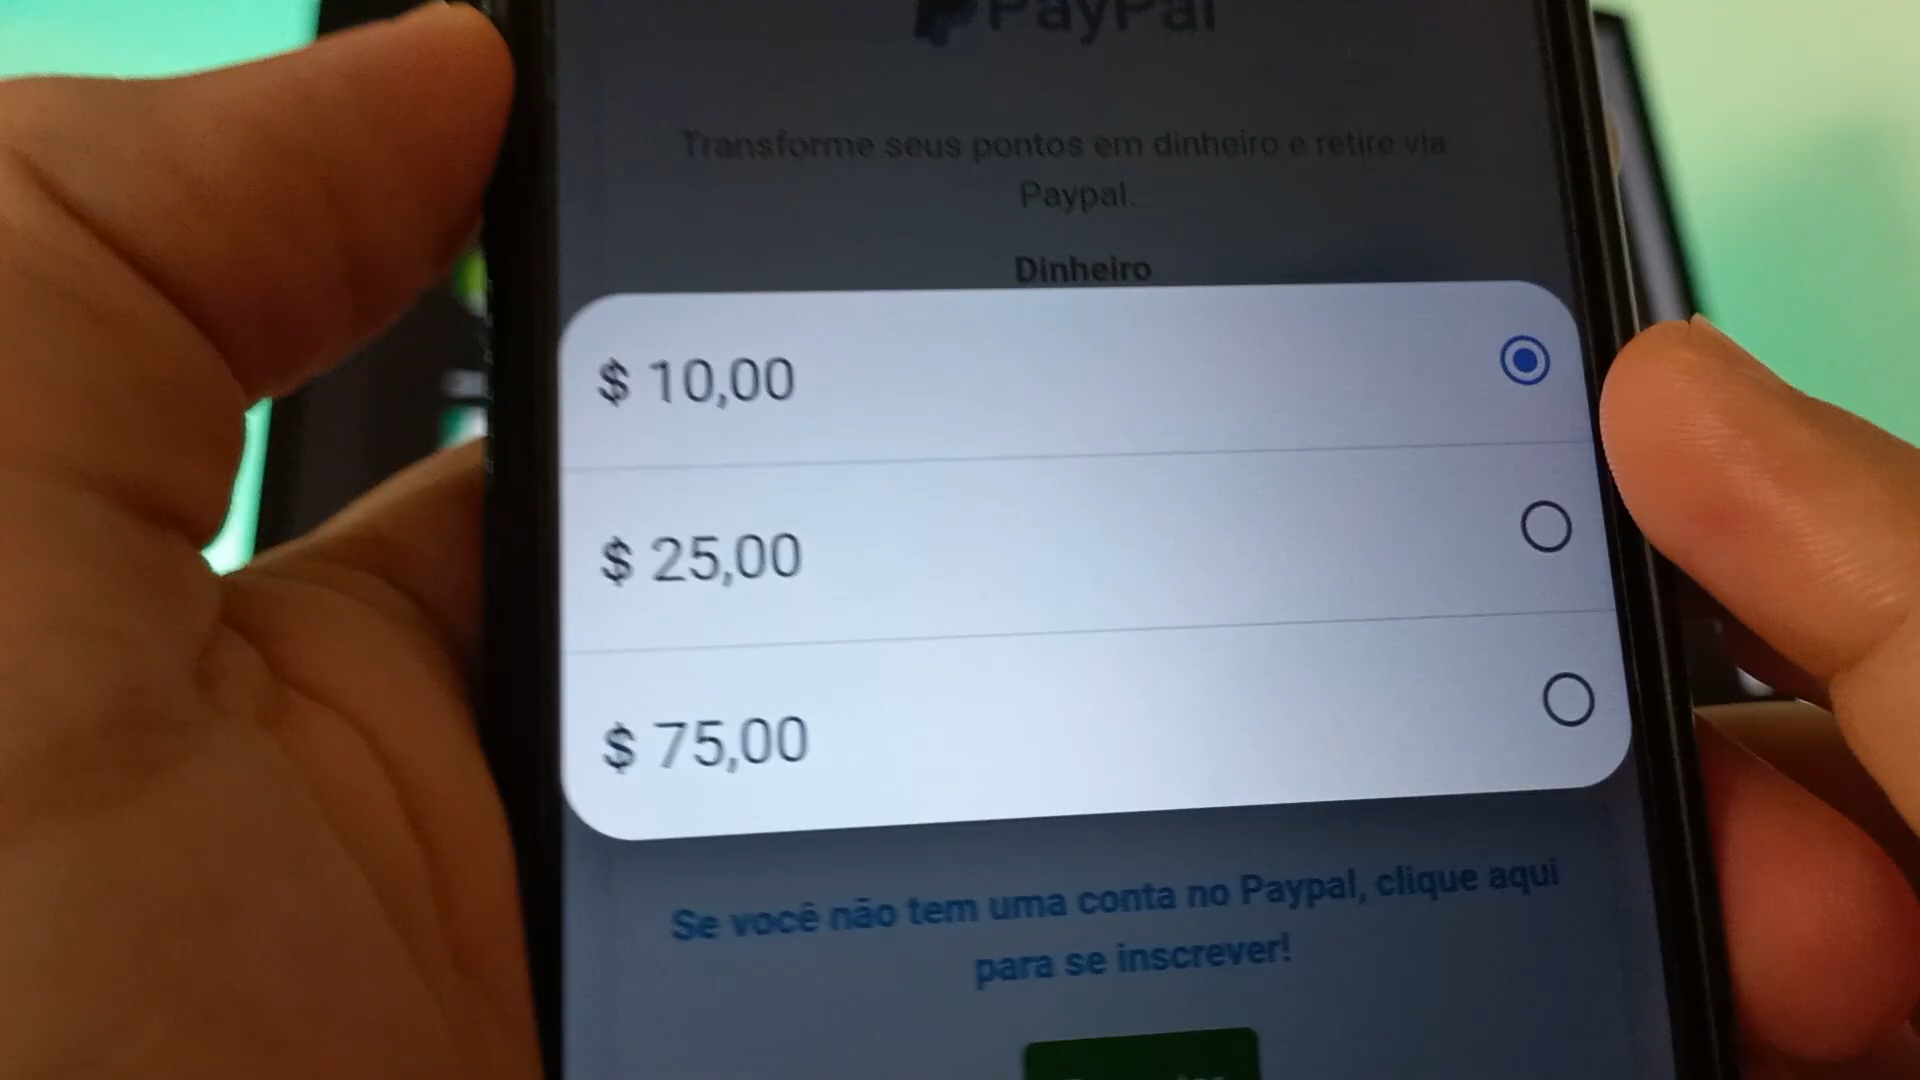 PayPal
Transforme seus pontos em dinheiro e retire via
Paypal.
Dinheiro
$ 10,00
$ 25,00
$ 75,00
Se você não tem uma conta no Paypal, clique aqui
para se inscrever!